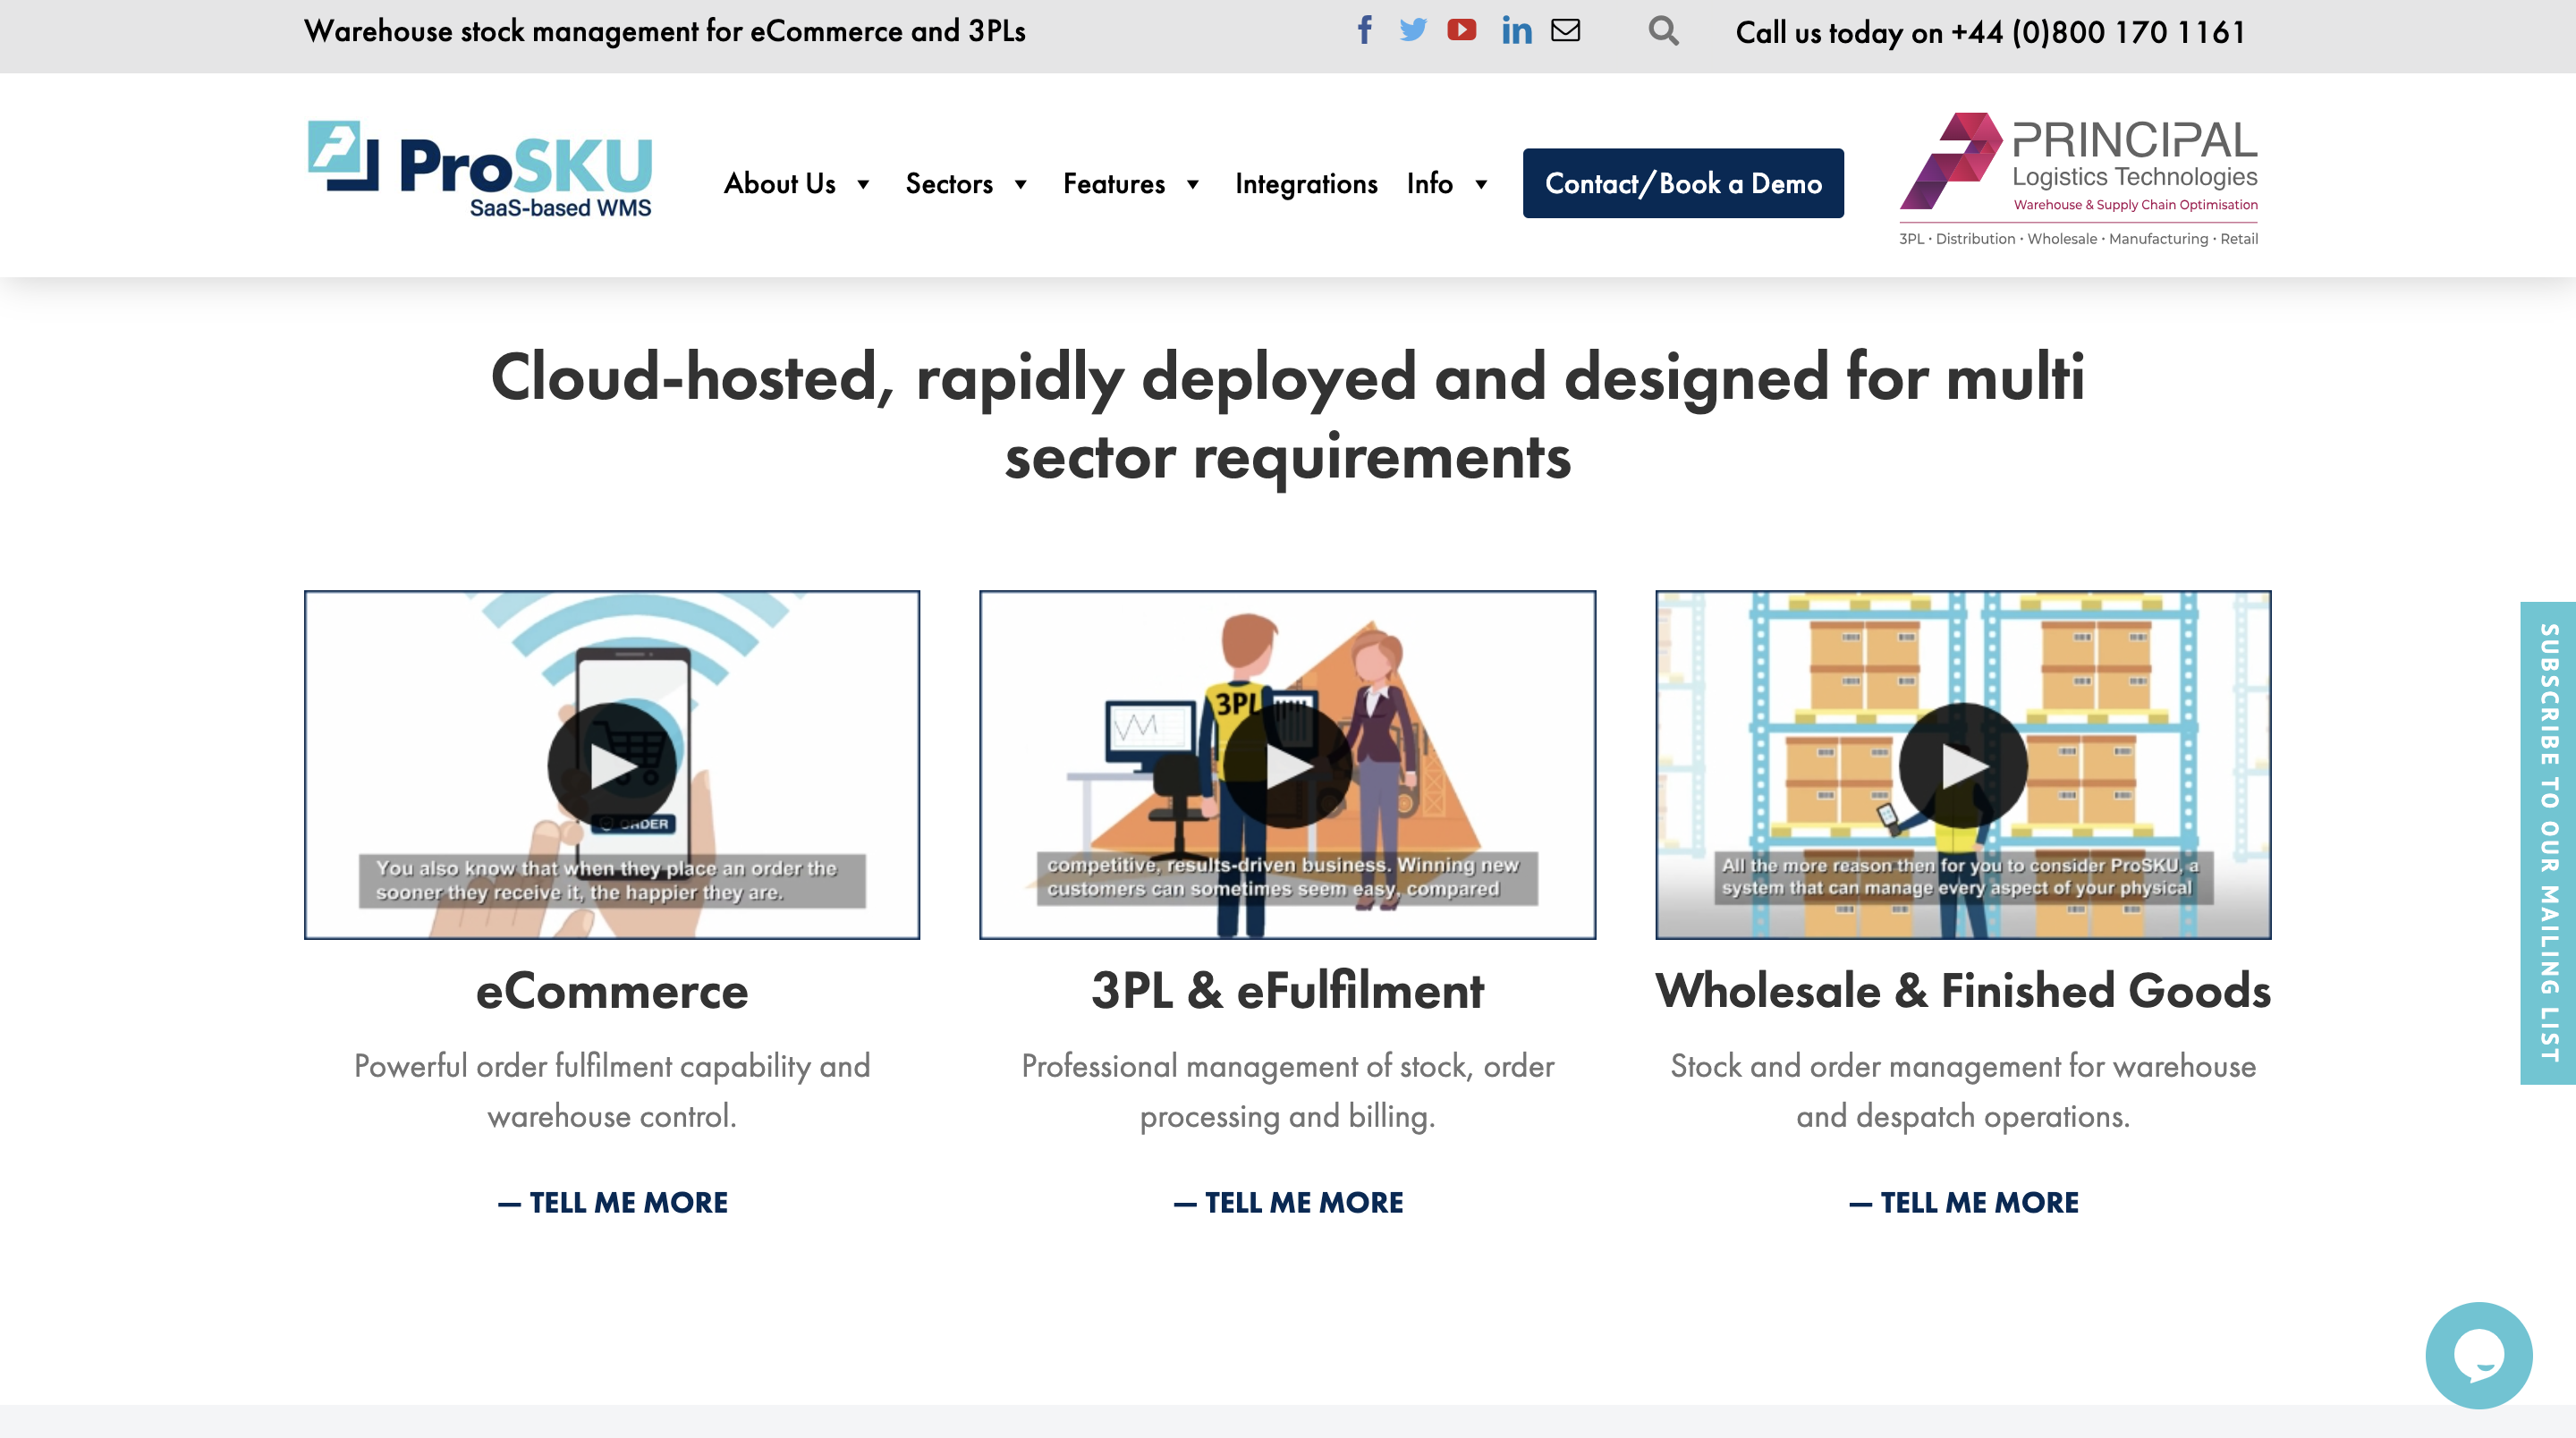 Warehouse stock management for eCommerce and 3PLs
Call us today on +44 (0)800 170 1161
ProSKU
SaaS-based WMS
About Us
Sectors
Features
Integrations
Info
Contact/Book a Demo
PRINCIPAL
Logistics Technologies
Warehouse & Supply Chain Optimisation
3PL · Distribution · Wholesale · Manufacturing · Retail
Cloud-hosted, rapidly deployed and designed for multi
sector requirements
ORDER
You also know that when they place an order the
sooner they receive it, the happier they are.
3PL
competitive, results-driven business. Winning new
customers can sometimes seem easy, compared
All the more reason then for you to consider ProSKU, a
system that can manage every aspect of your physical
eCommerce
Powerful order fulfilment capability and
warehouse control.
— TELL ME MORE
3PL & eFulfilment
Professional management of stock, order
processing and billing.
— TELL ME MORE
Wholesale & Finished Goods
Stock and order management for warehouse
and despatch operations.
— TELL ME MORE
SUBSCRIBE TO OUR MAILING LIST